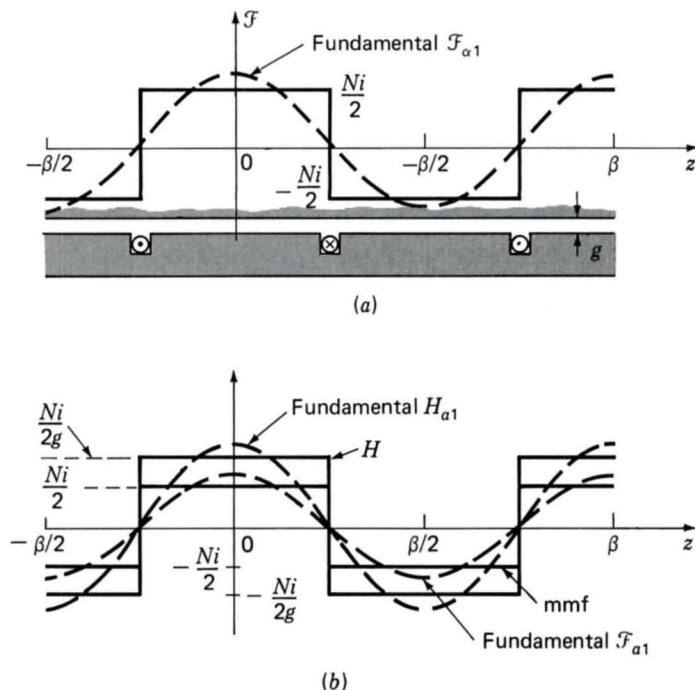 ℱ
Fundamental ℱα1
Ni/2
−β/2
0
−β/2
β
z
−Ni/2
g
(a)
Fundamental Ha1
Ni/2g
H
Ni/2
−β/2
0
β/2
β
z
−Ni/2
−Ni/2g
mmf
Fundamental ℱa1
(b)